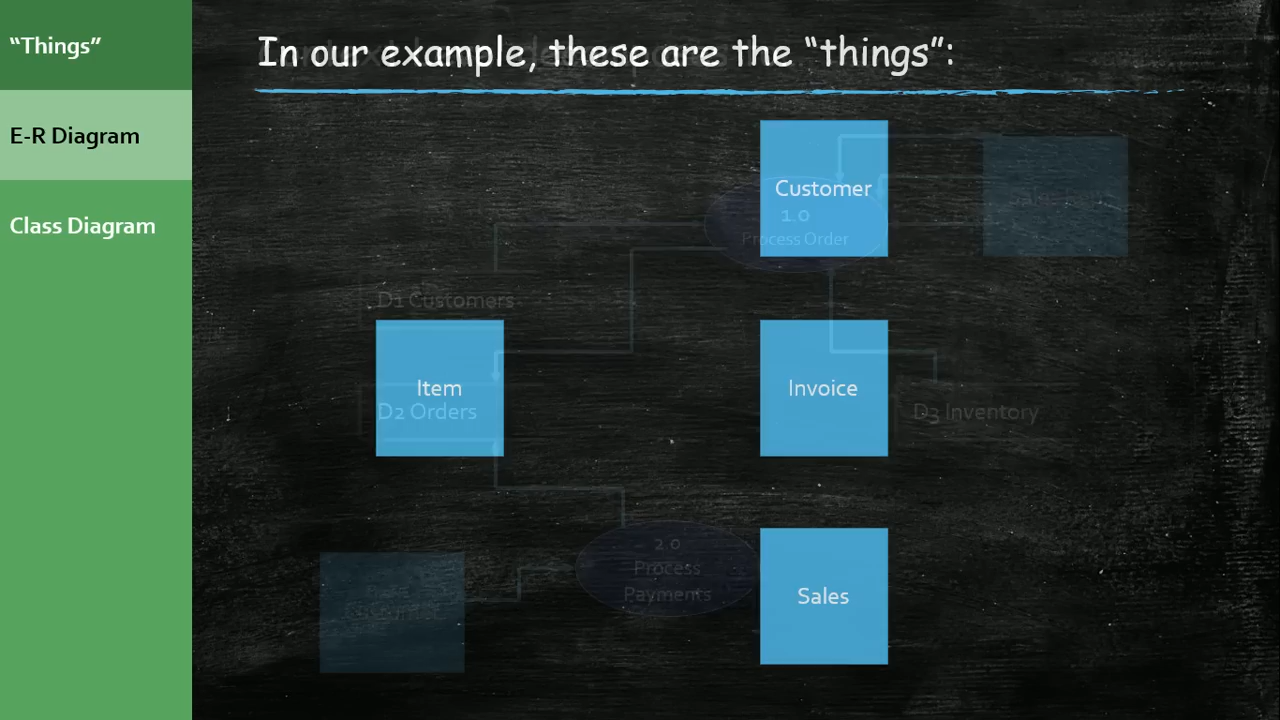 “Things”
E-R Diagram
Class Diagram
In our example, these are the “things”:
Customer
1.0
Process Order
D1 Customers
Item
D2 Orders
Invoice
D3 Inventory
2.0
Process
Payments
Sales